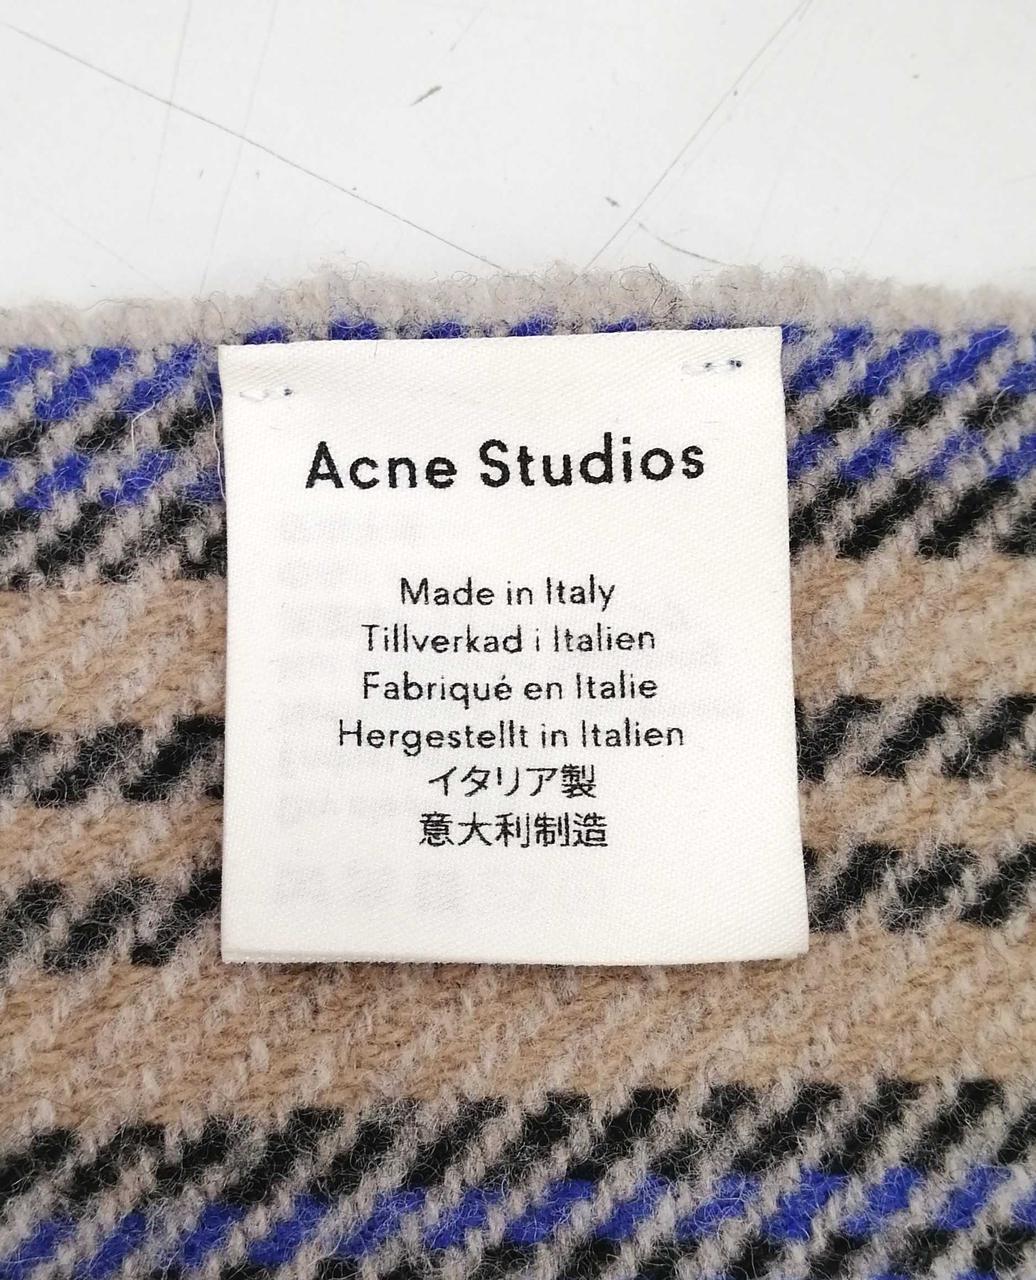 Acne Studios
Made in Italy
Tillverkad i Italien
Fabriqué en Italie
Hergestellt in Italien
イタリア製
意大利制造